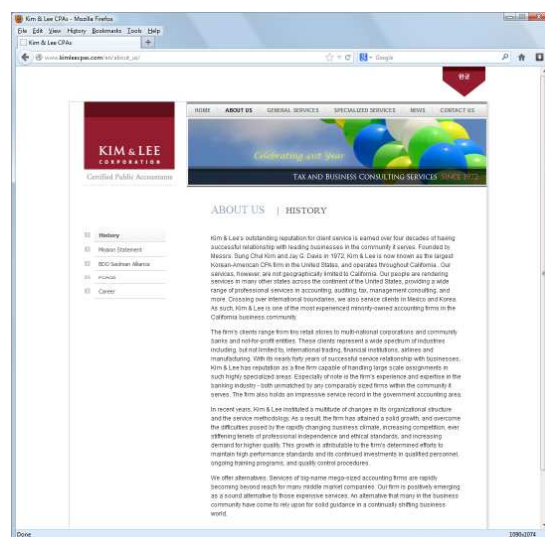 Kim & Lee CPAs - Mozilla Firefox
File Edit View History Bookmarks Tools Help
Kim & Lee CPAs
www.kimleecpas.com/en/about_us/
Google
한글
HOME ABOUT US GENERAL SERVICES SPECIALIZED SERVICES NEWS CONTACT US
KIM & LEE
CORPORATION
Certified Public Accountants
Celebrating
Year
TAX AND BUSINESS CONSULTING SERVICES SINCE 1972
ABOUT US | HISTORY
History
Mission Statement
BDO Seidman Alliance
PCAOB
Career
Kim & Lee's outstanding reputation for client service is earned over four decades of having
successful relationship with leading businesses in the community it serves. Founded by
Messrs. Sung Chul Kim and Jay G. Davis in 1972, Kim & Lee is now known as the largest
Korean-American CPA firm in the United States, and operates throughout California. Our
services, however, are not geographically limited to California. Our people are rendering
services in many other states across the continent of the United States, providing a wide
range of professional services in accounting, auditing, tax, management consulting, and
more. Crossing over international boundaries, we also service clients in Mexico and Korea.
As such, Kim & Lee is one of the most experienced minority-owned accounting firms in the
California business community.
The firm's clients range from tiny retail stores to multi-national corporations and community
banks and not-for-profit entities. These clients represent a wide spectrum of industries
including, but not limited to, international trading, financial institutions, airlines and
manufacturing. With its nearly forty years of successful service relationship with businesses,
Kim & Lee has reputation as a fine firm capable of handling large scale assignments in
such highly specialized areas. Especially of note is the firm's experience and expertise in the
banking industry - both unmatched by any comparably sized firms within the community it
serves. The firm also holds an impressive service record in the government accounting area.
In recent years, Kim & Lee instituted a multitude of changes in its organizational structure
and the service methodology. As a result, the firm has attained a solid growth, and overcome
the difficulties posed by the rapidly changing business climate, increasing competition, ever
stiffening tenets of professional independence and ethical standards, and increasing
demand for higher quality. This growth is attributable to the firm's determined efforts to
maintain high performance standards and its continued investments in qualified personnel,
ongoing training programs, and quality control procedures.
We offer alternatives. Services of big-name mega-sized accounting firms are rapidly
becoming beyond reach for many middle market companies. Our firm is positively emerging
as a sound alternative to those expensive services. An alternative that many in the business
community have come to rely upon for solid guidance in a continually shifting business
world.
Done
1090x1074